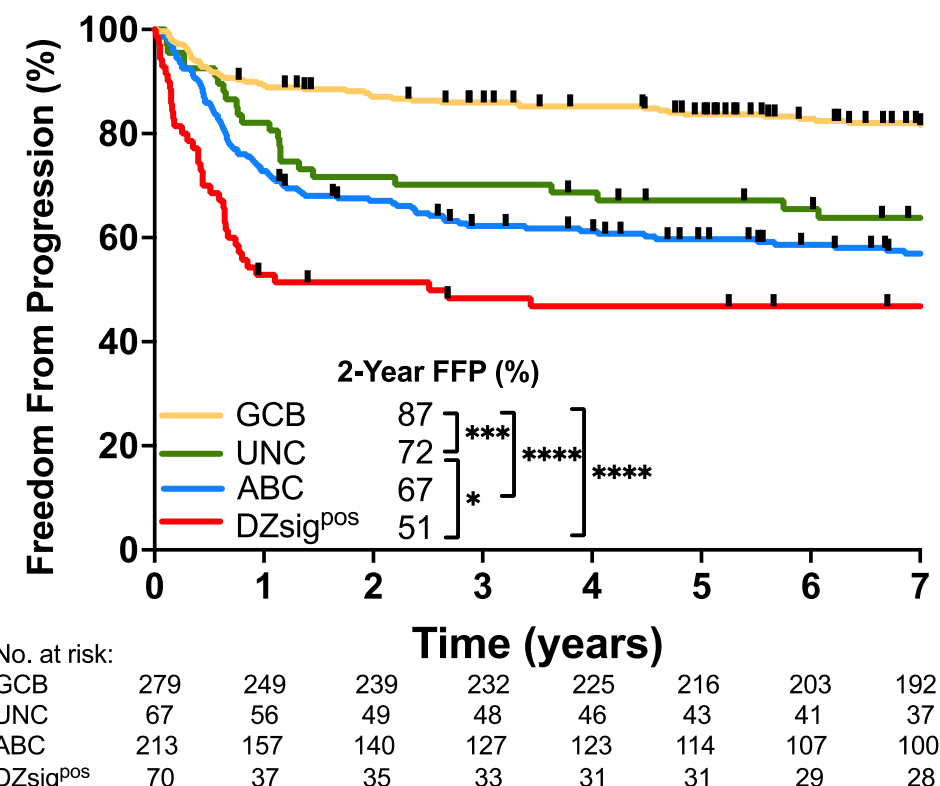 Freedom From Progression (%)
100
80
60
40
20
0
2-Year FFP (%)
GCB 87
UNC 72
ABC 67
DZsigᵖᵒˢ 51
***
*
****
****
0 1 2 3 4 5 6 7
Time (years)
No. at risk:
GCB 279 249 239 232 225 216 203 192
UNC 67 56 49 48 46 43 41 37
ABC 213 157 140 127 123 114 107 100
DZsigᵖᵒˢ 70 37 35 33 31 31 29 28